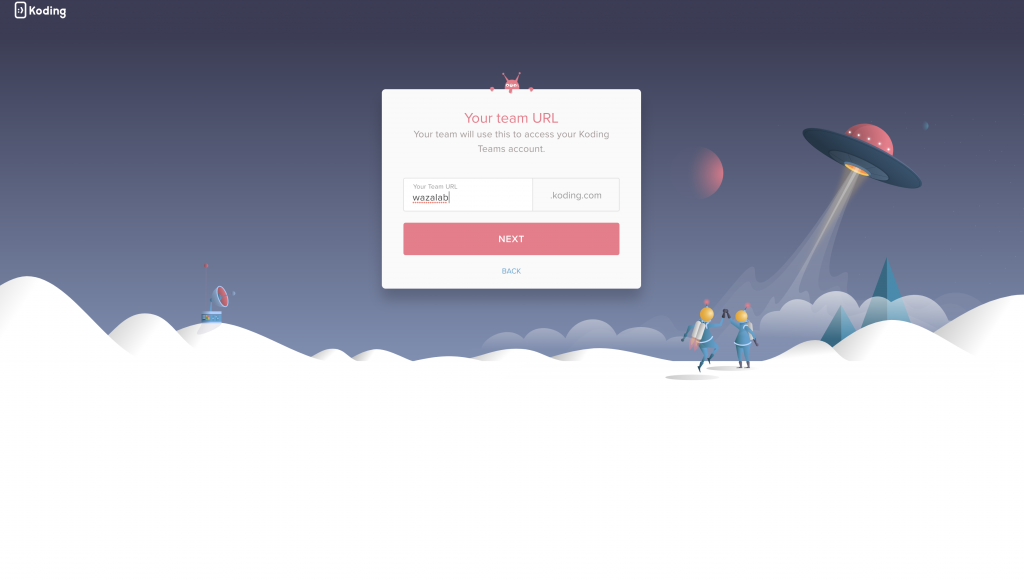 Koding
Your team URL
Your team will use this to access your Koding
Teams account.
Your Team URL
wazalab .koding.com
NEXT
BACK